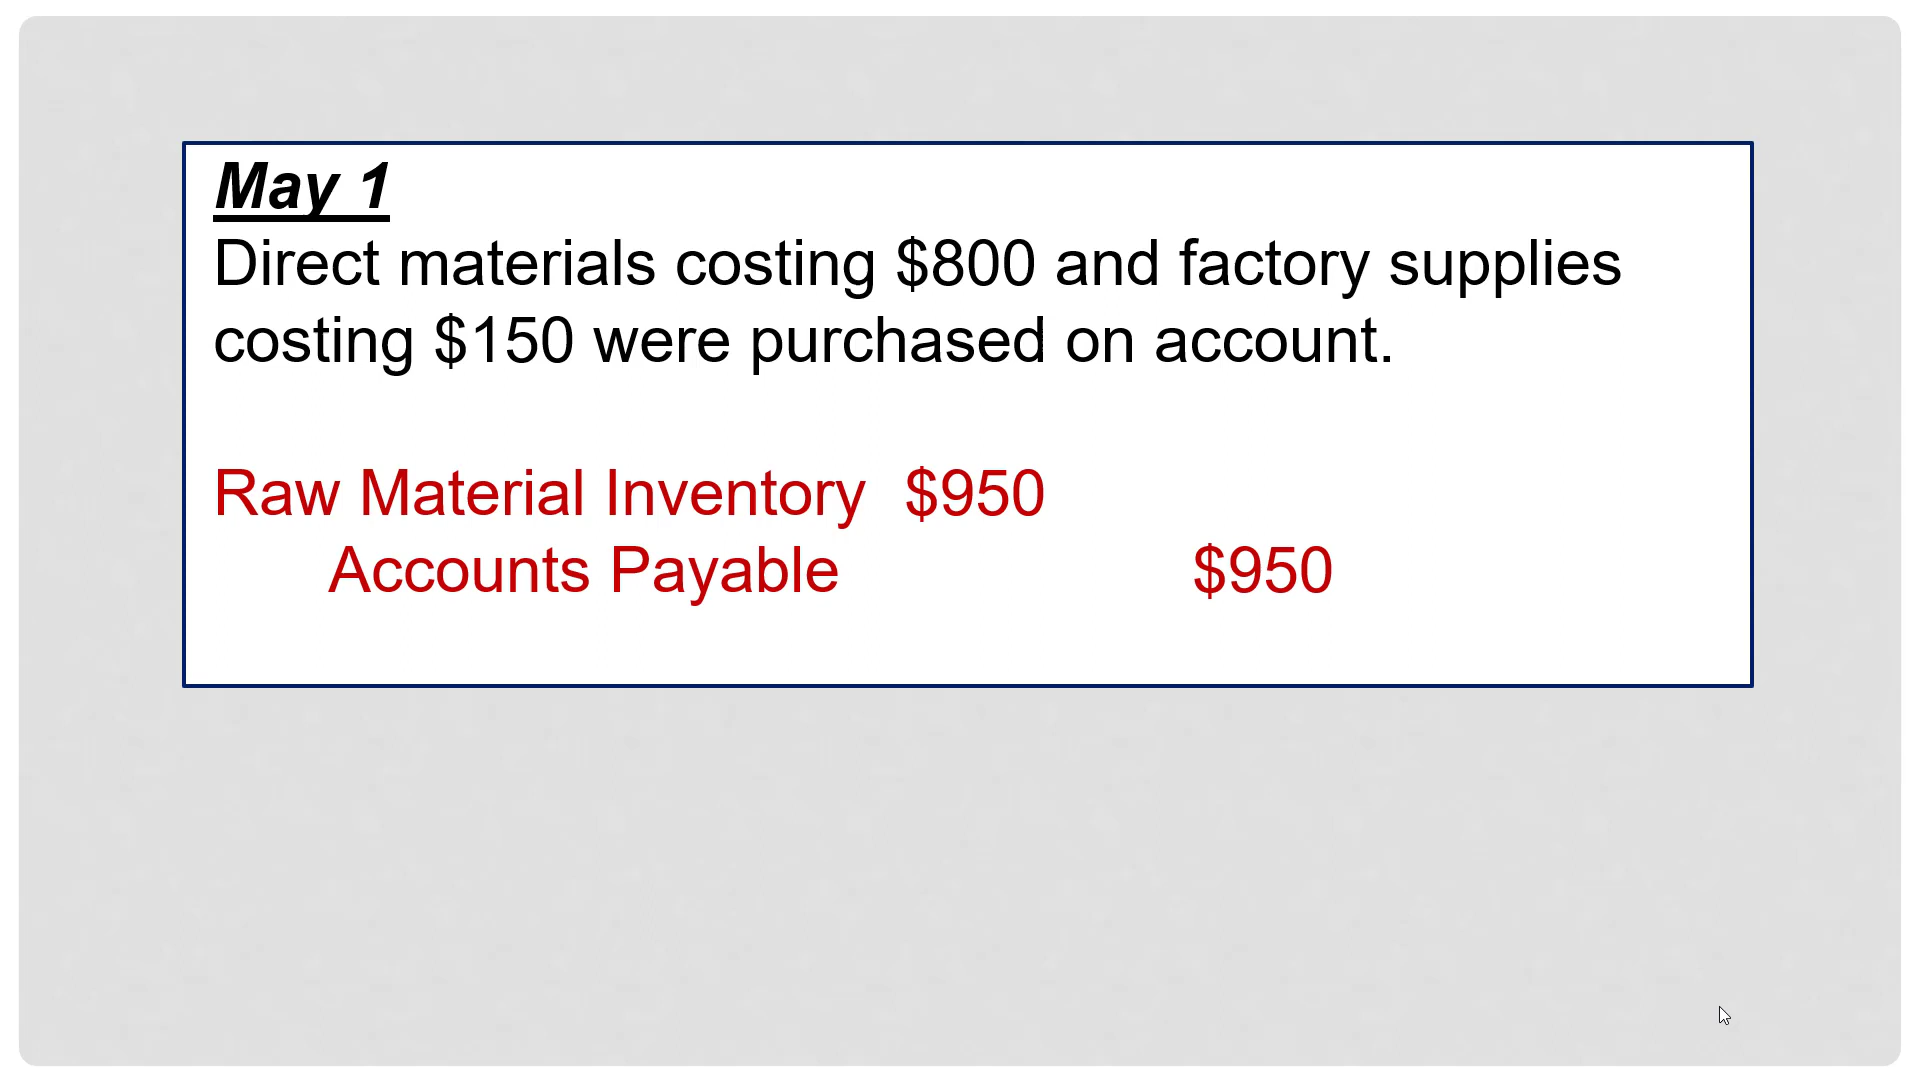 May 1
Direct materials costing $800 and factory supplies
costing $150 were purchased on account.
Raw Material Inventory $950
Accounts Payable $950